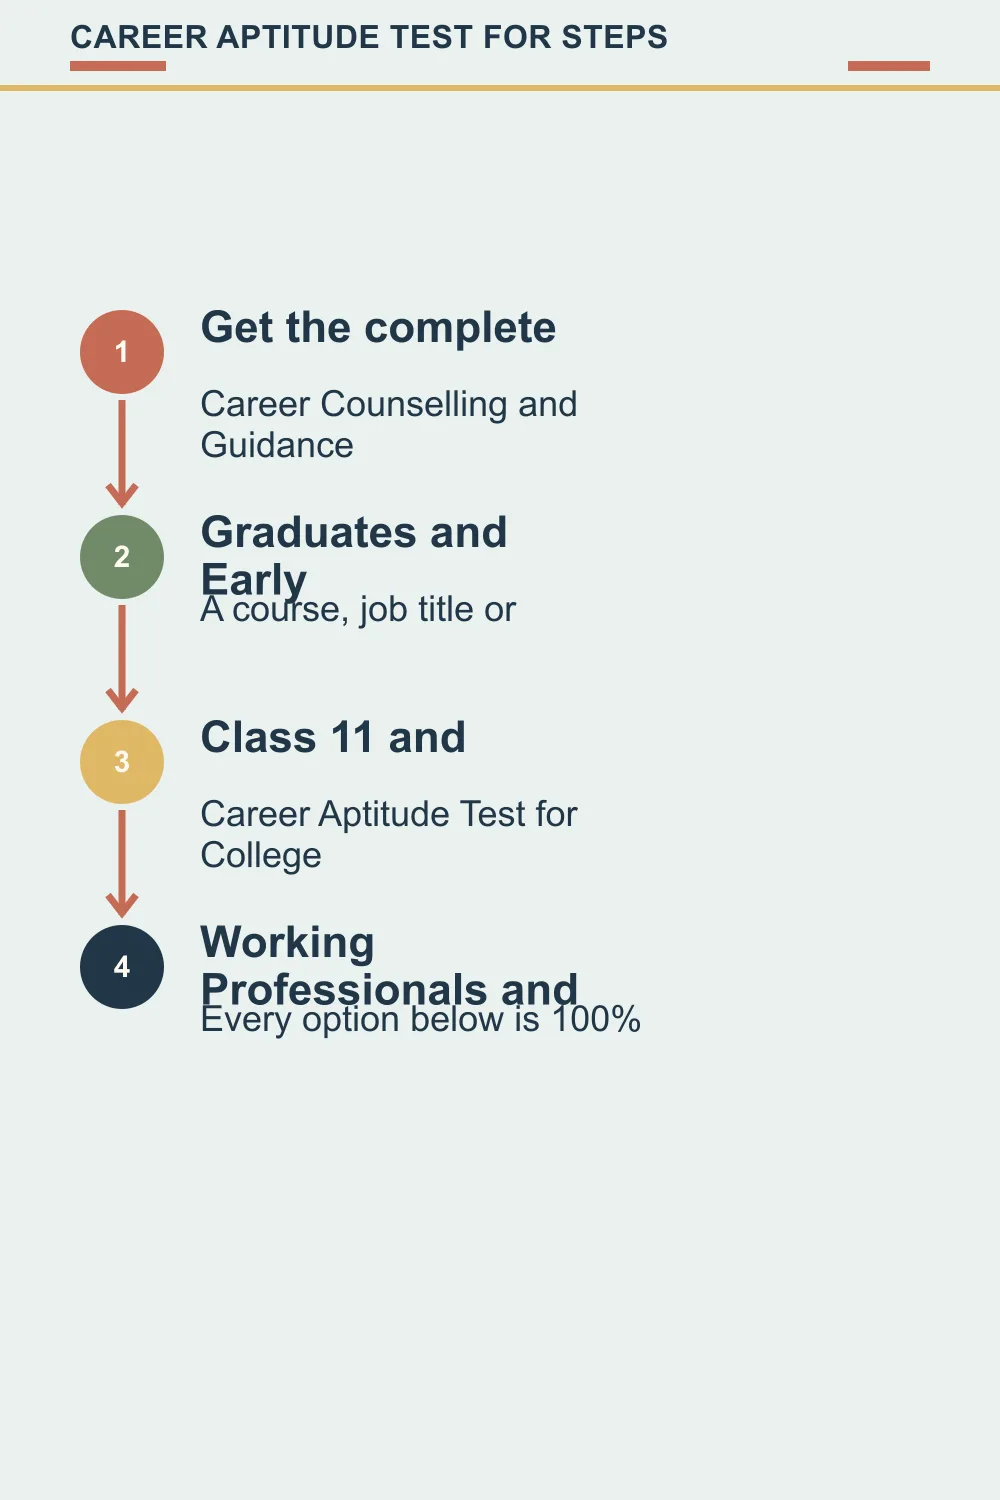 CAREER APTITUDE TEST FOR STEPS
1
Get the complete
Career Counselling and
Guidance
2
Graduates and
Early
A course, job title or
3
Class 11 and
Career Aptitude Test for
College
4
Working
Professionals and
Every option below is 100%